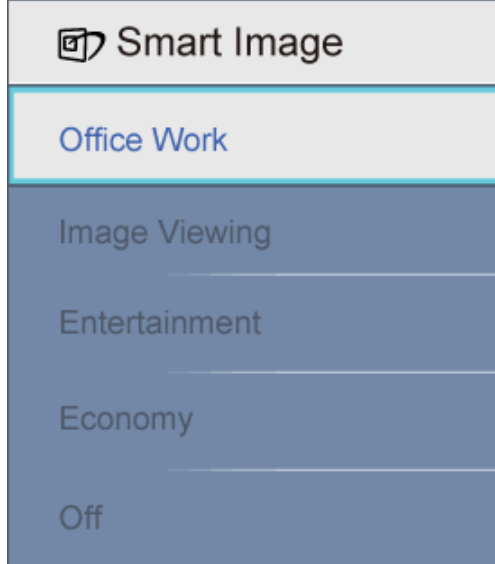 Smart Image
Office Work
Image Viewing
Entertainment
Economy
Off